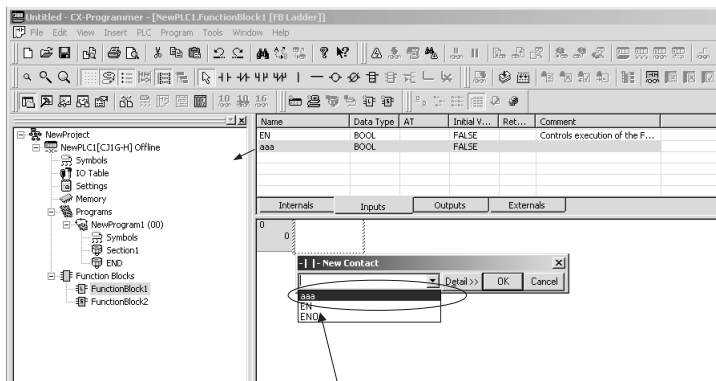 Untitled - CX-Programmer - [NewPLC1.FunctionBlock1 [FB Ladder]]
File Edit View Insert PLC Program Tools Window Help
10 10 16
Name Data Type AT Initial V... Ret... Comment
EN BOOL FALSE Controls execution of the F...
aaa BOOL FALSE
Internals Inputs Outputs Externals
NewProject
NewPLC1[CJ1G-H] Offline
Symbols
IO Table
Settings
Memory
Programs
NewProgram1 (00)
Symbols
Section1
END
Function Blocks
FunctionBlock1
FunctionBlock2
0
0
-| |- New Contact
Detail >> OK Cancel
aaa
EN
ENO